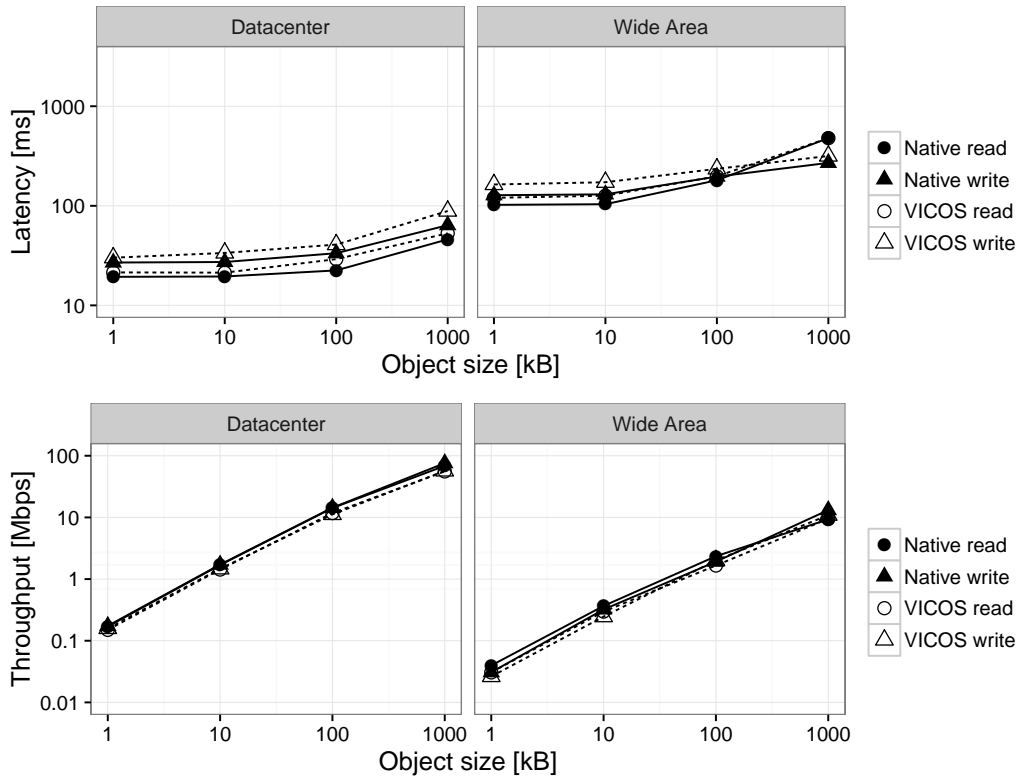 Datacenter
Wide Area
Latency [ms]
1000
100
10
1
10
100
1000
1
10
100
1000
Object size [kB]
Native read
Native write
VICOS read
VICOS write
Datacenter
Wide Area
Throughput [Mbps]
100
10
1
0.1
0.01
1
10
100
1000
1
10
100
1000
Object size [kB]
Native read
Native write
VICOS read
VICOS write